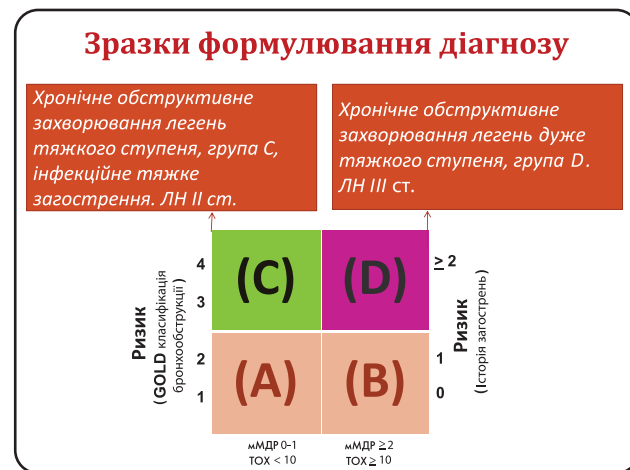 Зразки формулювання діагнозу
Хронічне обструктивне
захворювання легень
тяжкого ступеня, група С,
інфекційне тяжке
загострення. ЛН ІІ ст.
Хронічне обструктивне
захворювання легень дуже
тяжкого ступеня, група D.
ЛН ІІІ ст.
Ризик
(GOLD класифікація
бронхообструкції)
4
3
2
1
(C)
(D)
(A)
(B)
≥ 2
1
0
Ризик
(Історія загострень)
мМДР 0–1
ТОХ < 10
мМДР ≥ 2
ТОХ ≥ 10